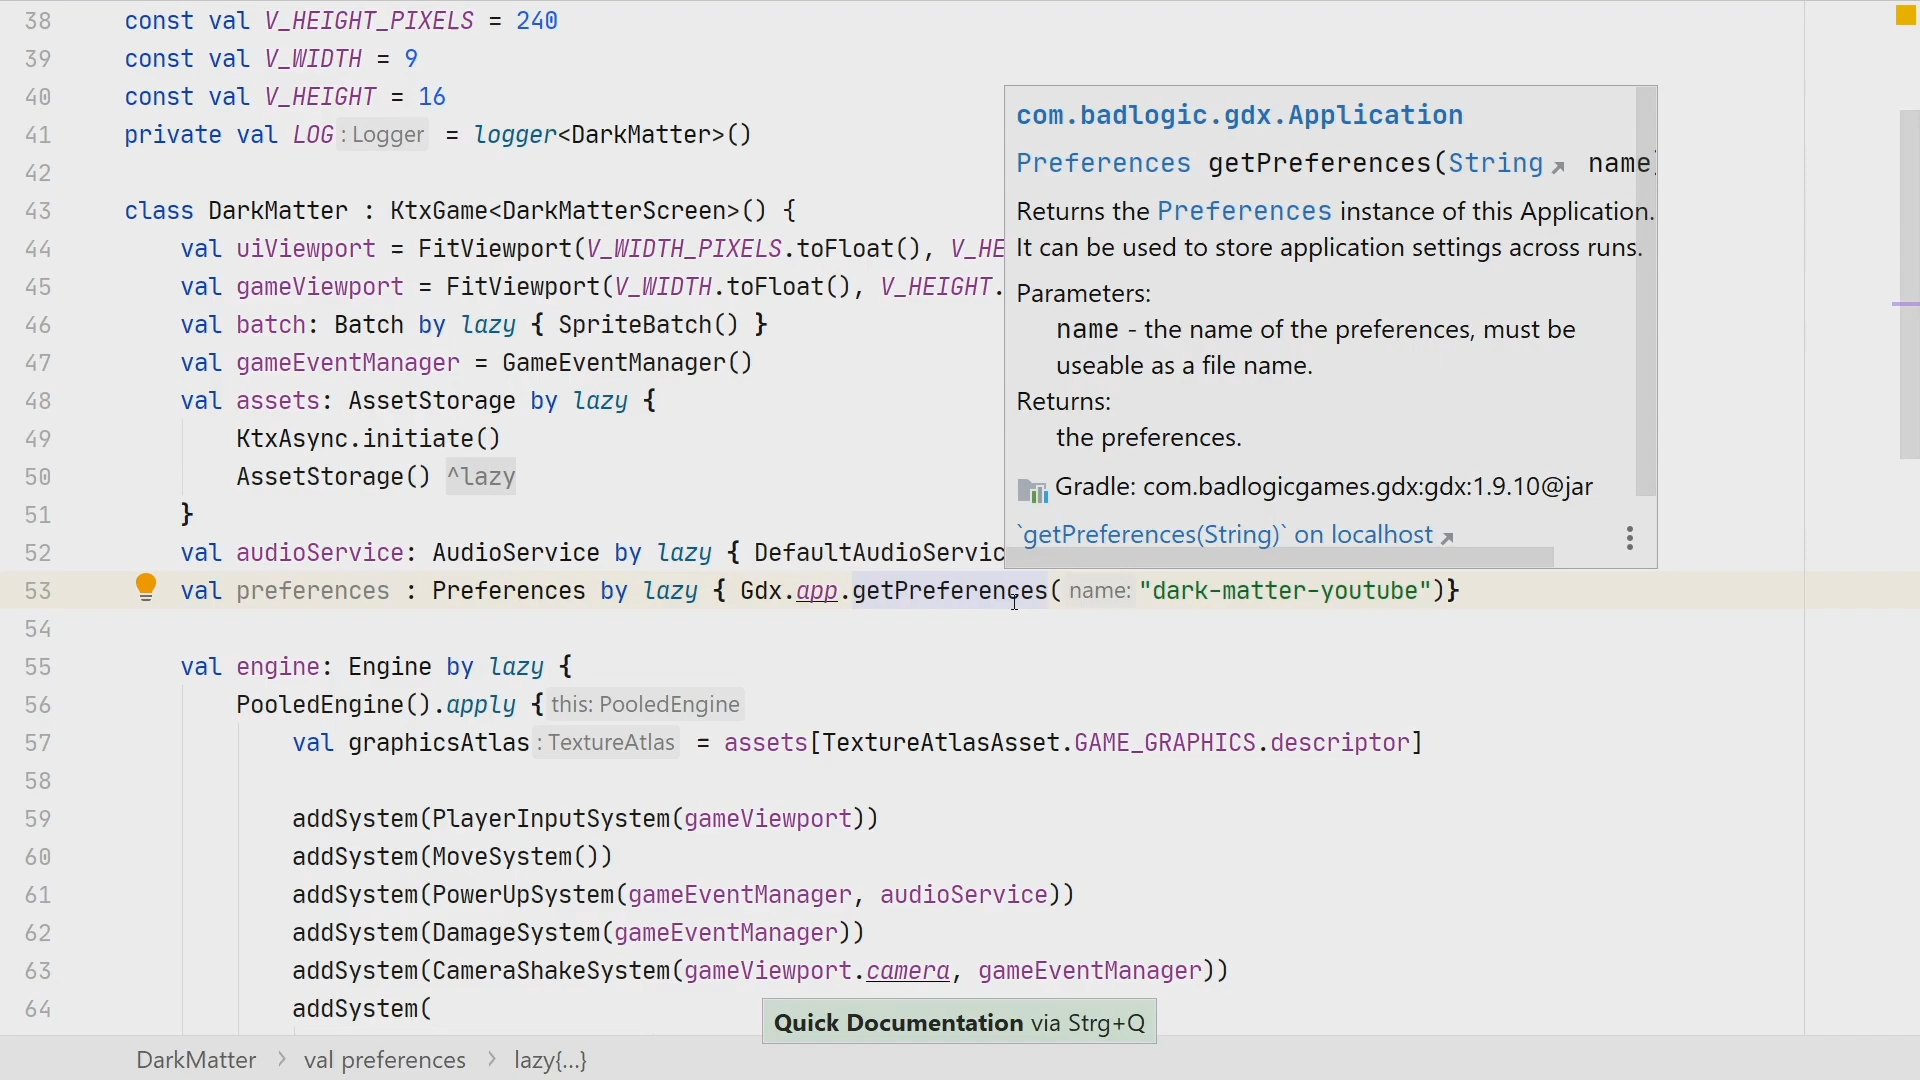 38 const val V_HEIGHT_PIXELS = 240
39 const val V_WIDTH = 9
40 const val V_HEIGHT = 16
41 private val LOG : Logger = logger<DarkMatter>()
42
43 class DarkMatter : KtxGame<DarkMatterScreen>() {
44 val uiViewport = FitViewport(V_WIDTH_PIXELS.toFloat(), V_HE
45 val gameViewport = FitViewport(V_WIDTH.toFloat(), V_HEIGHT.
46 val batch: Batch by lazy { SpriteBatch() }
47 val gameEventManager = GameEventManager()
48 val assets: AssetStorage by lazy {
49 KtxAsync.initiate()
50 AssetStorage() ^lazy
51 }
52 val audioService: AudioService by lazy { DefaultAudioServic
53 val preferences : Preferences by lazy { Gdx.app.getPreferences( name: "dark-matter-youtube")}
54
55 val engine: Engine by lazy {
56 PooledEngine().apply { this: PooledEngine
57 val graphicsAtlas : TextureAtlas = assets[TextureAtlasAsset.GAME_GRAPHICS.descriptor]
58
59 addSystem(PlayerInputSystem(gameViewport))
60 addSystem(MoveSystem())
61 addSystem(PowerUpSystem(gameEventManager, audioService))
62 addSystem(DamageSystem(gameEventManager))
63 addSystem(CameraShakeSystem(gameViewport.camera, gameEventManager))
64 addSystem(
com.badlogic.gdx.Application
Preferences getPreferences(String name
Returns the Preferences instance of this Application.
It can be used to store application settings across runs.
Parameters:
name - the name of the preferences, must be
useable as a file name.
Returns:
the preferences.
Gradle: com.badlogicgames.gdx:gdx:1.9.10@jar
`getPreferences(String)` on localhost
Quick Documentation via Strg+Q
DarkMatter > val preferences > lazy{...}